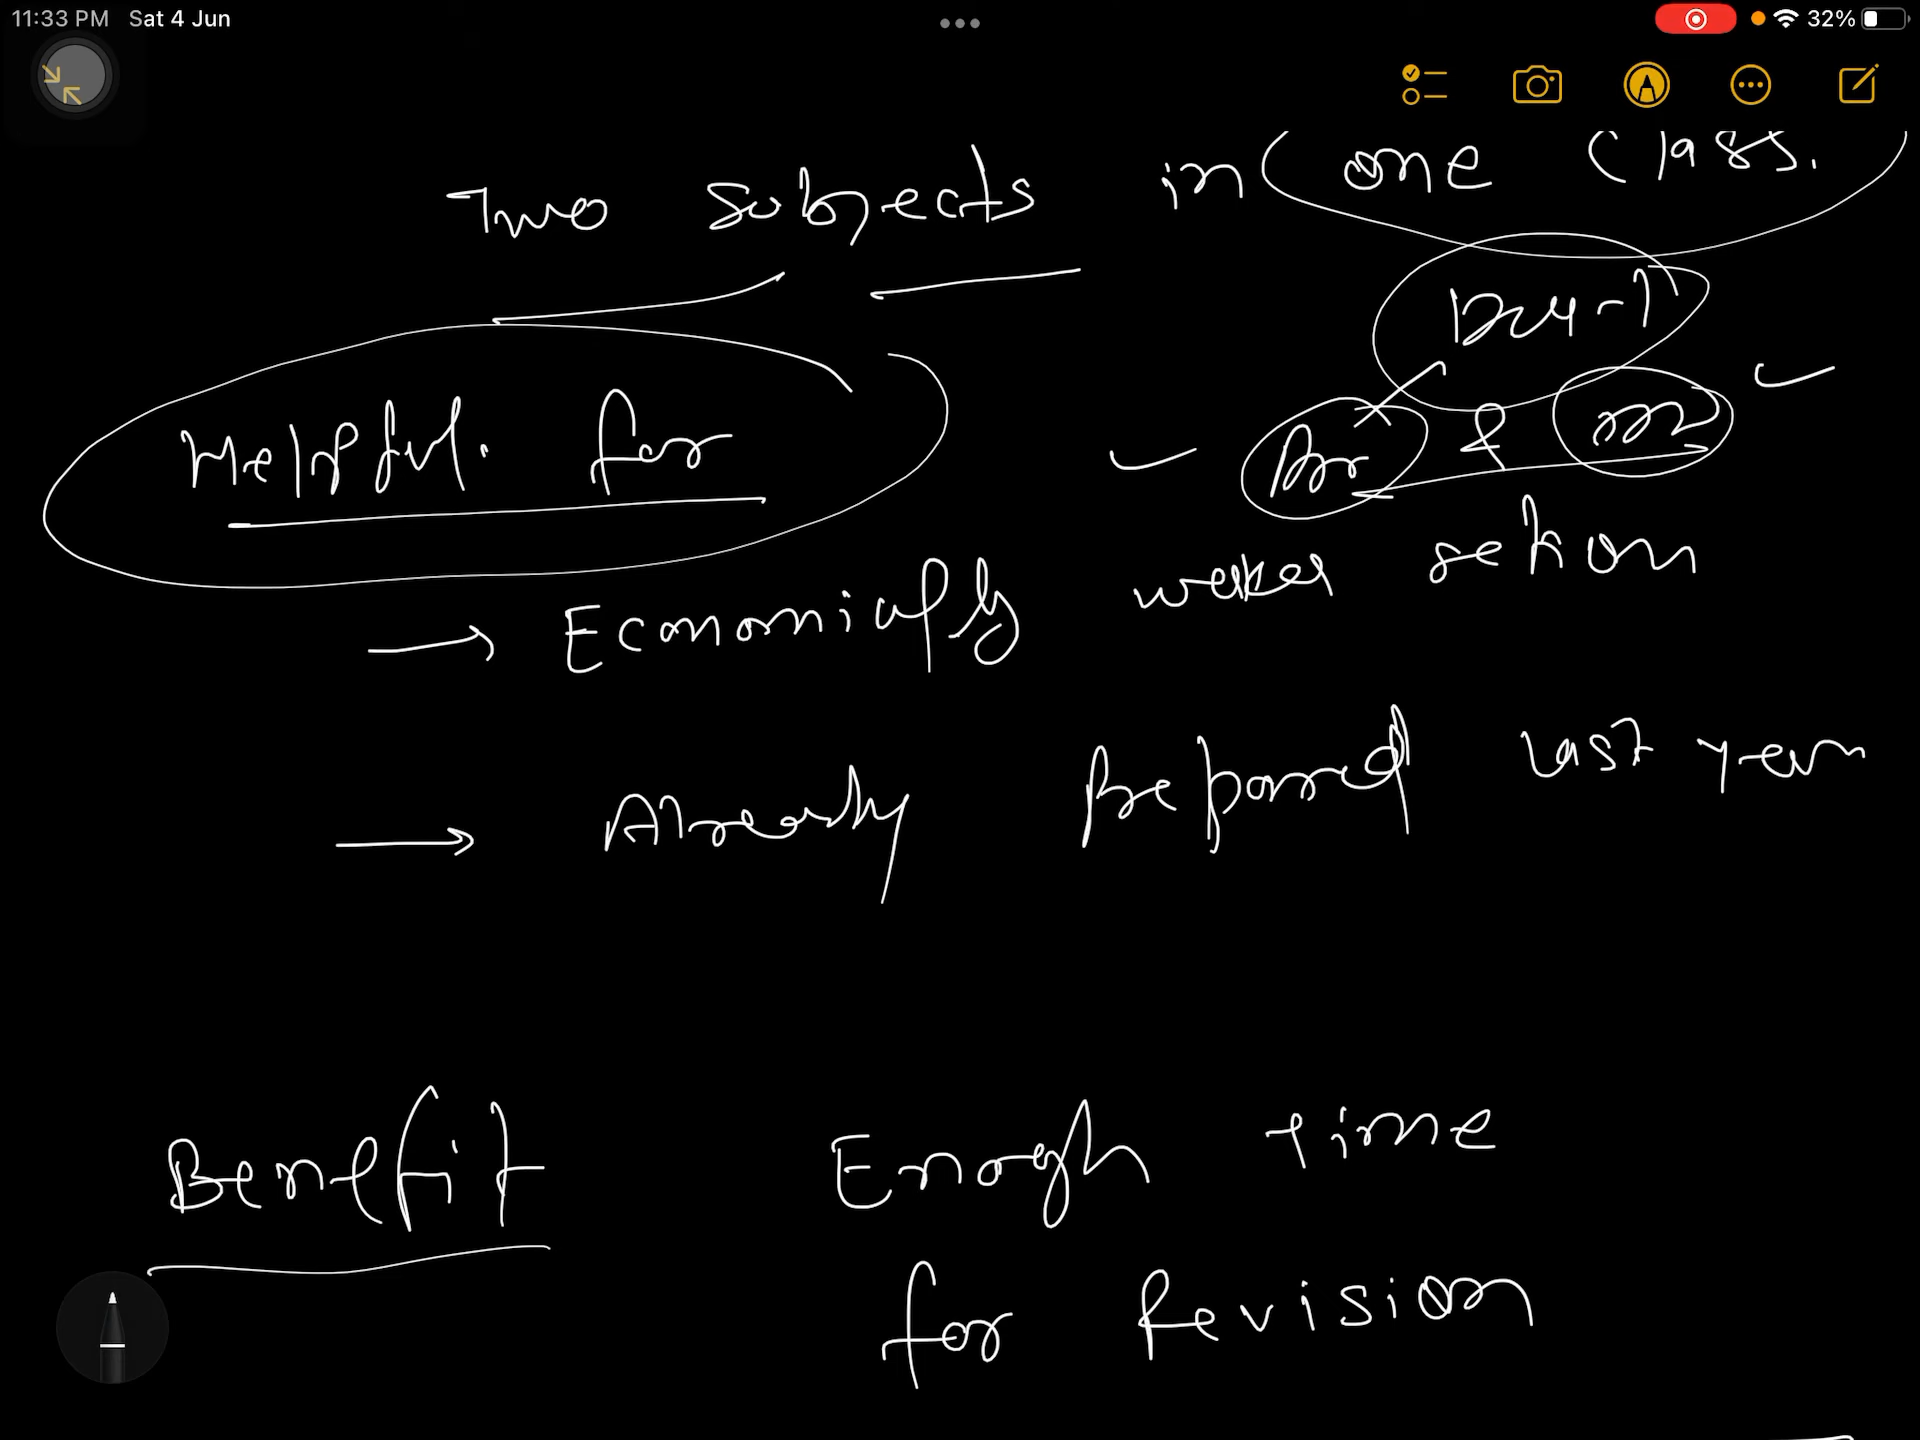 11:33 PM Sat 4 Jun
32%
Two subjects in one class.
Helpful. for
&
→ Economically weaker
→ Already Prepared last year
Benefit Enough time
for Revision